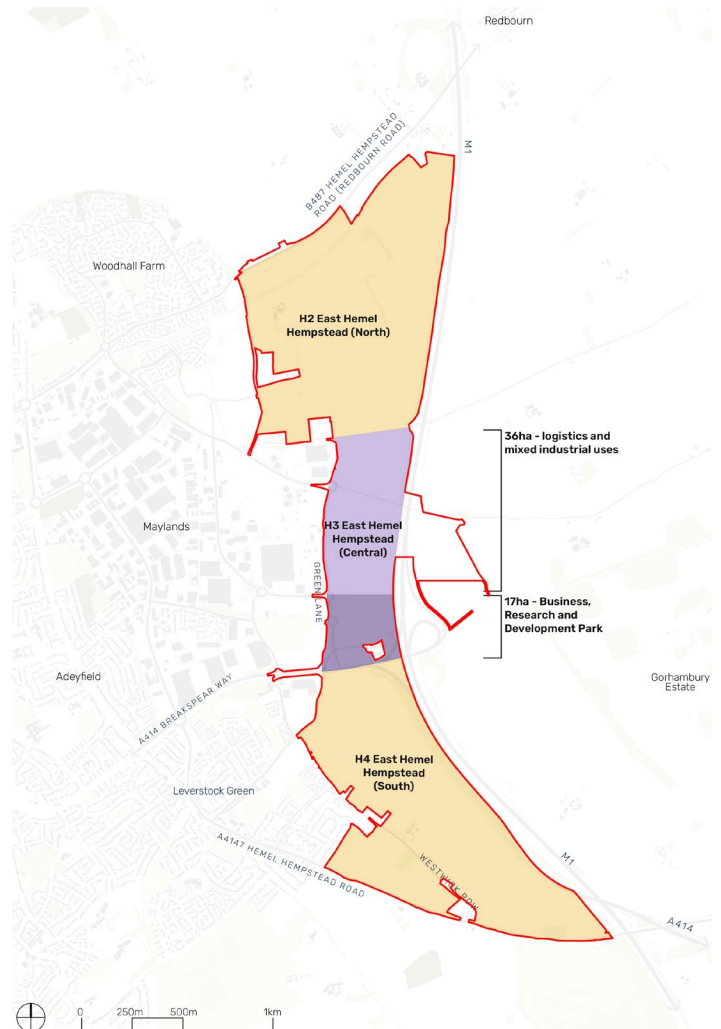 Redbourn
M1
B487 HEMEL HEMPSTEAD
ROAD (REDBOURN ROAD)
Woodhall Farm
H2 East Hemel
Hempstead (North)
36ha - logistics and
mixed industrial uses
Maylands
H3 East Hemel
Hempstead
(Central)
GREEN LANE
17ha - Business,
Research and
Development Park
Adeyfield
Gorhambury
Estate
A414 BREAKSPEAR WAY
H4 East Hemel
Hempstead
(South)
Leverstock Green
A4147 HEMEL HEMPSTEAD ROAD
WESTWICK ROW
M1
A414
0 250m 500m 1km